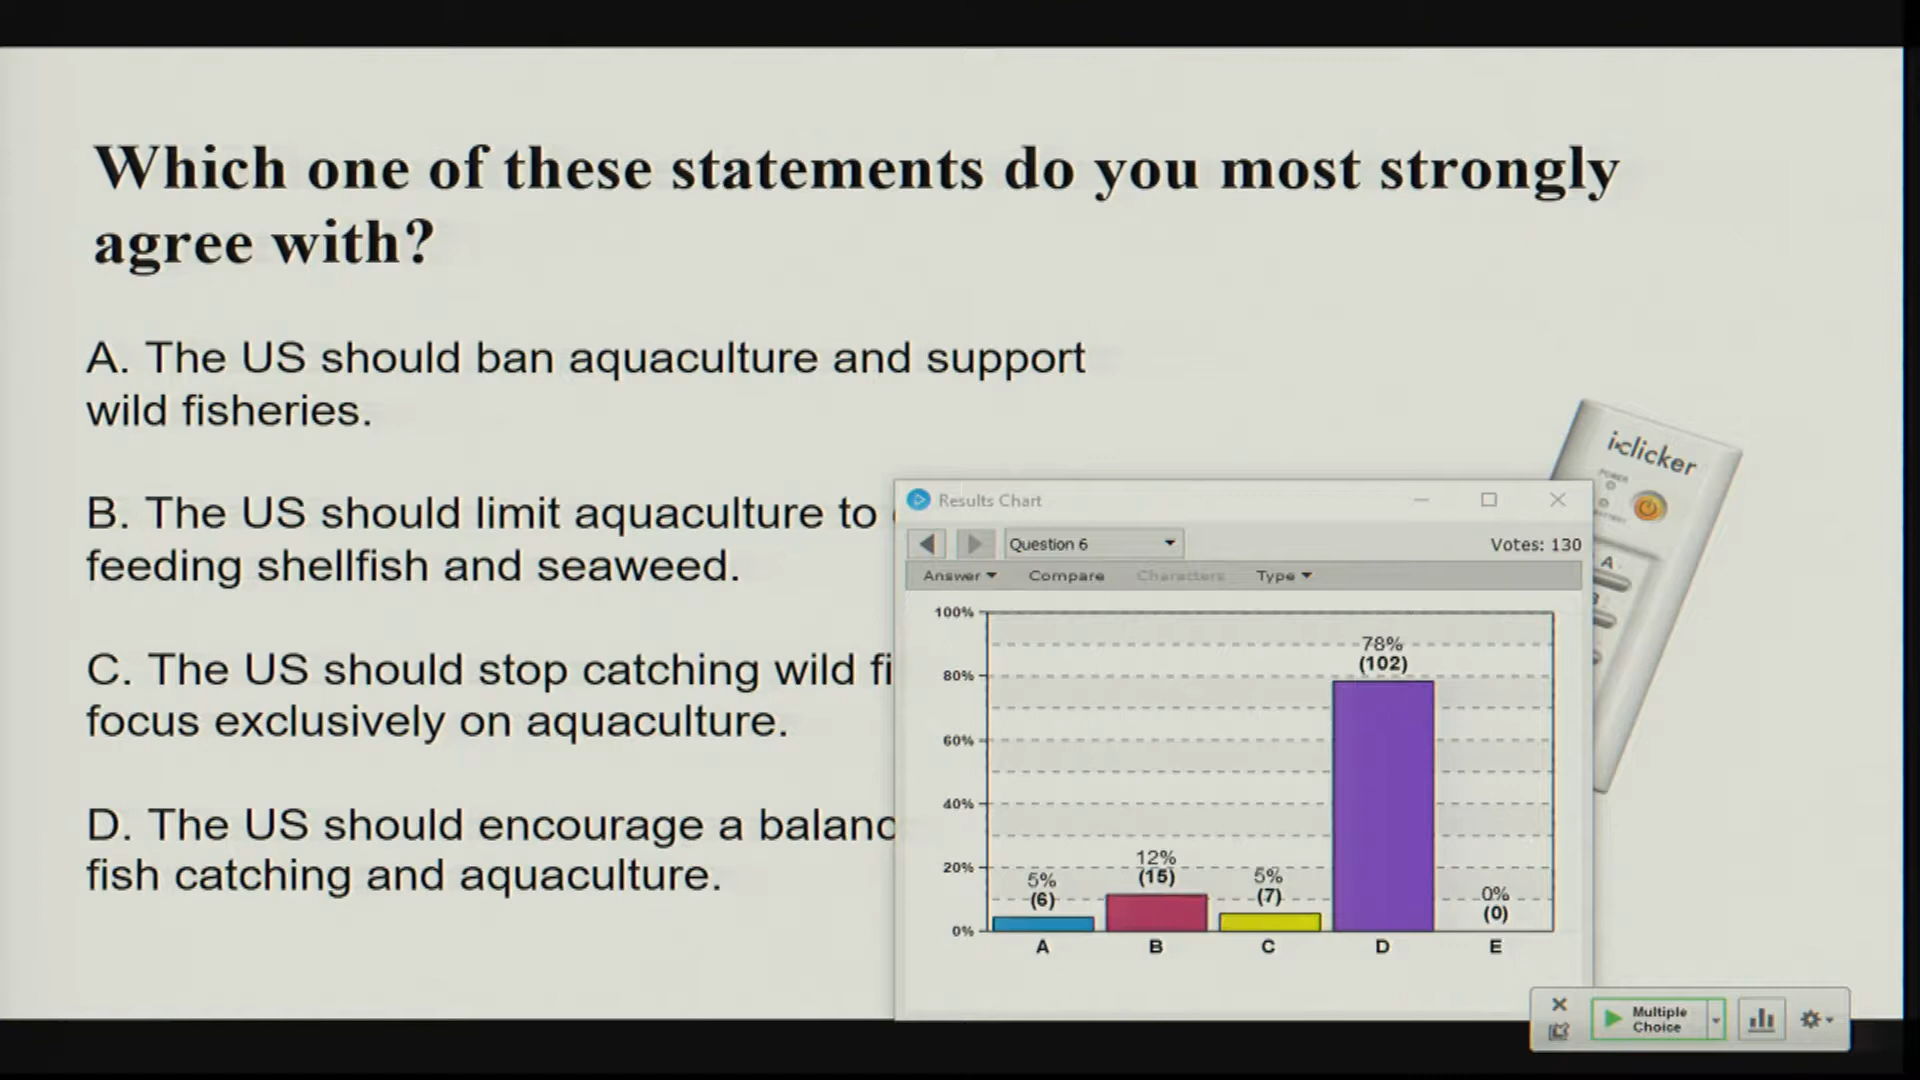 Which one of these statements do you most strongly
agree with?
A. The US should ban aquaculture and support
wild fisheries.
B. The US should limit aquaculture to
feeding shellfish and seaweed.
C. The US should stop catching wild fi
focus exclusively on aquaculture.
D. The US should encourage a balanc
fish catching and aquaculture.
i>clicker
POWER
A
Results Chart
Question 6
Votes: 130
Answer Compare Characters Type
100%
80%
60%
40%
20%
0%
5%
(6)
12%
(15)
5%
(7)
78%
(102)
0%
(0)
A B C D E
Multiple
Choice